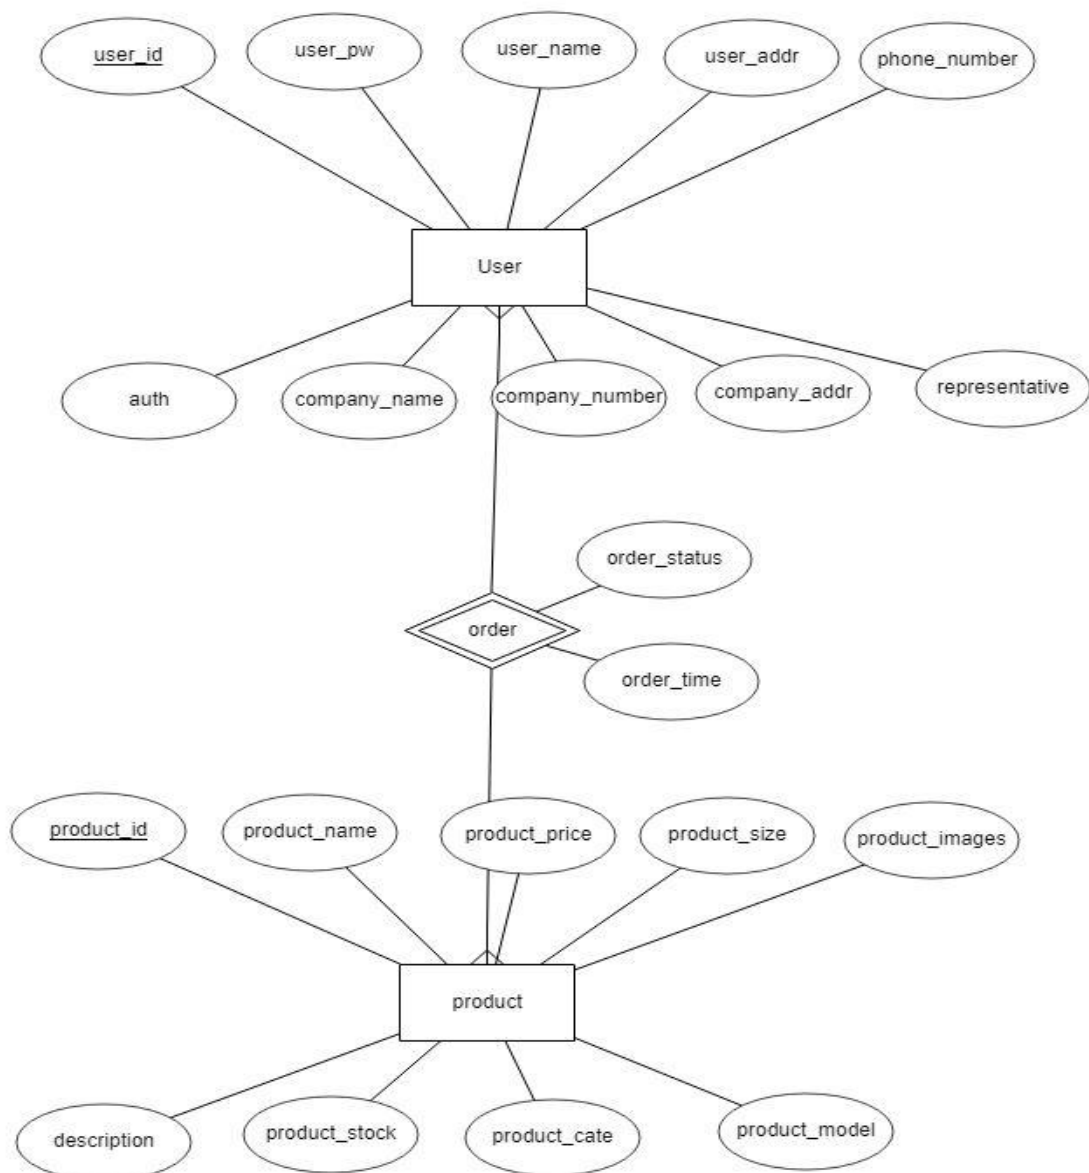 user_id
user_pw
user_name
user_addr
phone_number
User
auth
company_name
company_number
company_addr
representative
order_status
order
order_time
product_id
product_name
product_price
product_size
product_images
product
description
product_stock
product_cate
product_model